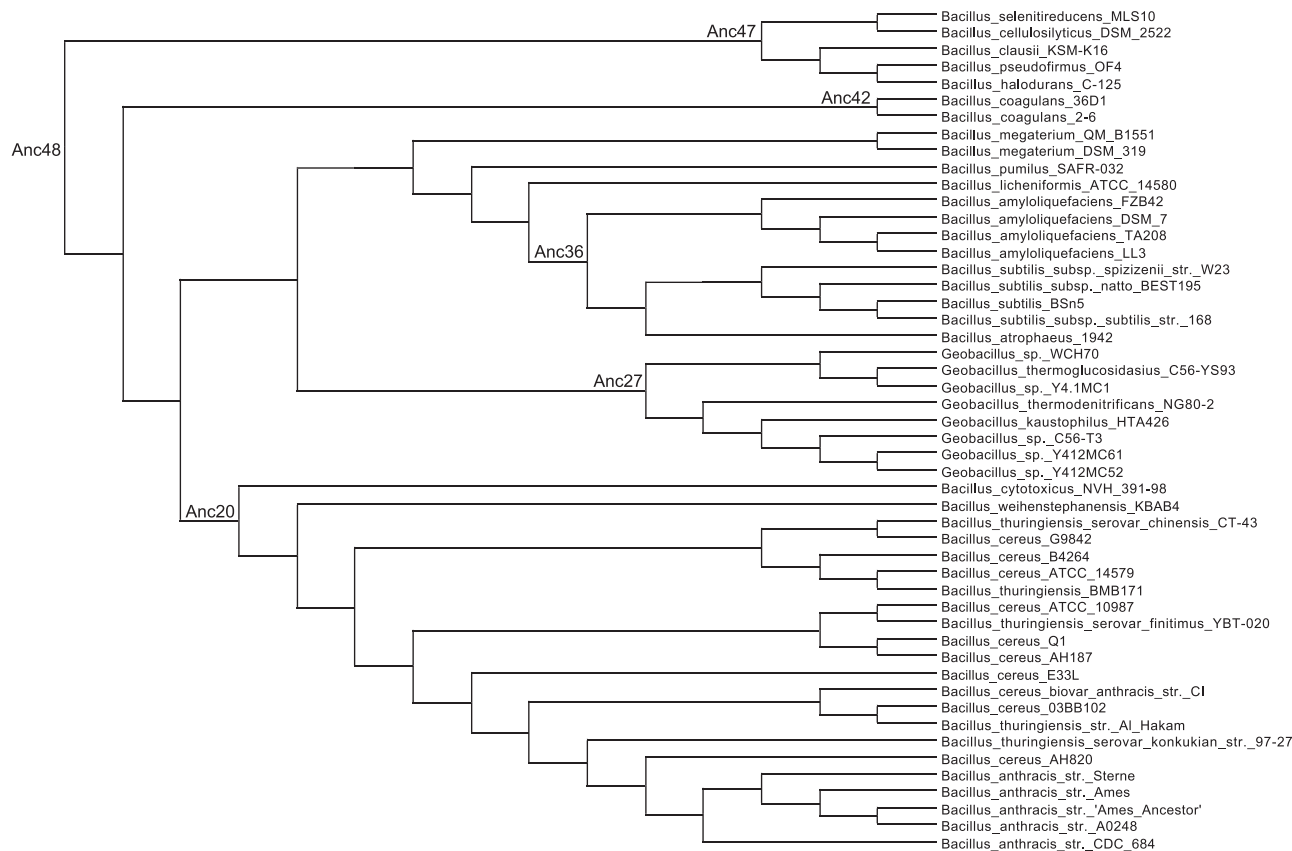 Bacillus_selenitireducens_MLS10
Anc47
Bacillus_cellulosilyticus_DSM_2522
Bacillus_clausii_KSM-K16
Bacillus_pseudofirmus_OF4
Bacillus_halodurans_C-125
Anc42
Bacillus_coagulans_36D1
Bacillus_coagulans_2-6
Bacillus_megaterium_QM_B1551
Anc48
Bacillus_megaterium_DSM_319
Bacillus_pumilus_SAFR-032
Bacillus_licheniformis_ATCC_14580
Bacillus_amyloliquefaciens_FZB42
Bacillus_amyloliquefaciens_DSM_7
Bacillus_amyloliquefaciens_TA208
Anc36
Bacillus_amyloliquefaciens_LL3
Bacillus_subtilis_subsp._spizizenii_str._W23
Bacillus_subtilis_subsp._natto_BEST195
Bacillus_subtilis_BSn5
Bacillus_subtilis_subsp._subtilis_str._168
Bacillus_atrophaeus_1942
Geobacillus_sp._WCH70
Geobacillus_thermoglucosidasius_C56-YS93
Anc27
Geobacillus_sp._Y4.1MC1
Geobacillus_thermodenitrificans_NG80-2
Geobacillus_kaustophilus_HTA426
Geobacillus_sp._C56-T3
Geobacillus_sp._Y412MC61
Geobacillus_sp._Y412MC52
Bacillus_cytotoxicus_NVH_391-98
Bacillus_weihenstephanensis_KBAB4
Anc20
Bacillus_thuringiensis_serovar_chinensis_CT-43
Bacillus_cereus_G9842
Bacillus_cereus_B4264
Bacillus_cereus_ATCC_14579
Bacillus_thuringiensis_BMB171
Bacillus_cereus_ATCC_10987
Bacillus_thuringiensis_serovar_finitimus_YBT-020
Bacillus_cereus_Q1
Bacillus_cereus_AH187
Bacillus_cereus_E33L
Bacillus_cereus_biovar_anthracis_str._CI
Bacillus_cereus_03BB102
Bacillus_thuringiensis_str._Al_Hakam
Bacillus_thuringiensis_serovar_konkukian_str._97-27
Bacillus_cereus_AH820
Bacillus_anthracis_str._Sterne
Bacillus_anthracis_str._Ames
Bacillus_anthracis_str._'Ames_Ancestor'
Bacillus_anthracis_str._A0248
Bacillus_anthracis_str._CDC_684